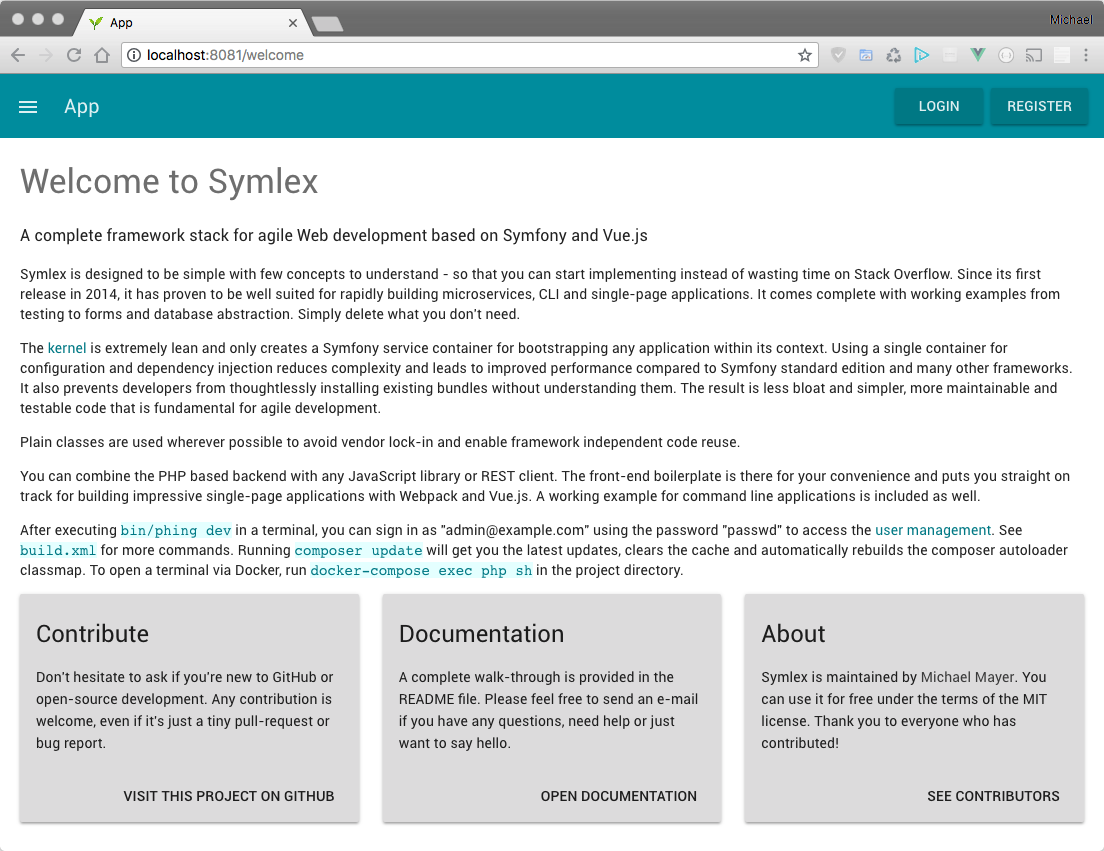 App
Michael
localhost:8081/welcome
App
LOGIN
REGISTER
Welcome to Symlex
A complete framework stack for agile Web development based on Symfony and Vue.js
Symlex is designed to be simple with few concepts to understand - so that you can start implementing instead of wasting time on Stack Overflow. Since its first
release in 2014, it has proven to be well suited for rapidly building microservices, CLI and single-page applications. It comes complete with working examples from
testing to forms and database abstraction. Simply delete what you don't need.
The kernel is extremely lean and only creates a Symfony service container for bootstrapping any application within its context. Using a single container for
configuration and dependency injection reduces complexity and leads to improved performance compared to Symfony standard edition and many other frameworks.
It also prevents developers from thoughtlessly installing existing bundles without understanding them. The result is less bloat and simpler, more maintainable and
testable code that is fundamental for agile development.
Plain classes are used wherever possible to avoid vendor lock-in and enable framework independent code reuse.
You can combine the PHP based backend with any JavaScript library or REST client. The front-end boilerplate is there for your convenience and puts you straight on
track for building impressive single-page applications with Webpack and Vue.js. A working example for command line applications is included as well.
After executing bin/phing dev in a terminal, you can sign in as "admin@example.com" using the password "passwd" to access the user management. See
build.xml for more commands. Running composer update will get you the latest updates, clears the cache and automatically rebuilds the composer autoloader
classmap. To open a terminal via Docker, run docker-compose exec php sh in the project directory.
Contribute
Don't hesitate to ask if you're new to GitHub or
open-source development. Any contribution is
welcome, even if it's just a tiny pull-request or
bug report.
VISIT THIS PROJECT ON GITHUB
Documentation
A complete walk-through is provided in the
README file. Please feel free to send an e-mail
if you have any questions, need help or just
want to say hello.
OPEN DOCUMENTATION
About
Symlex is maintained by Michael Mayer. You
can use it for free under the terms of the MIT
license. Thank you to everyone who has
contributed!
SEE CONTRIBUTORS